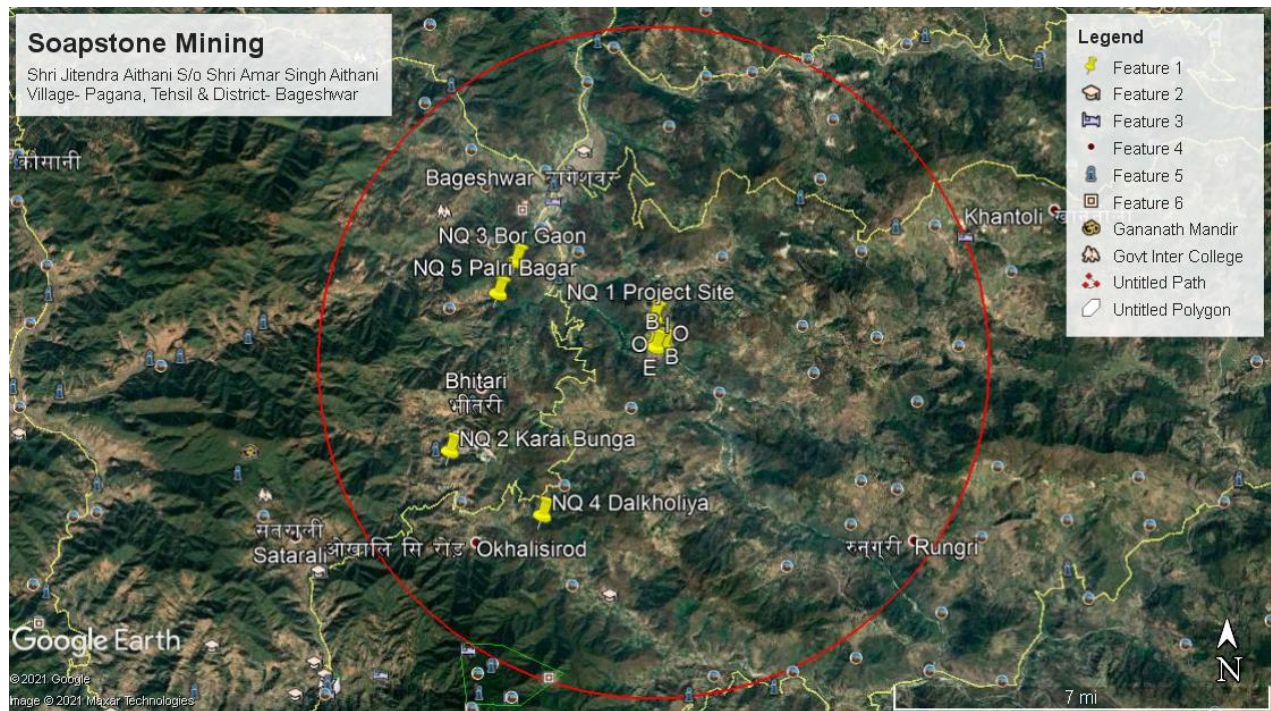 Soapstone Mining
Shri Jitendra Aithani S/o Shri Amar Singh Aithani
Village- Pagana, Tehsil & District- Bageshwar
Legend
Feature 1
Feature 2
Feature 3
Feature 4
Feature 5
Feature 6
Gananath Mandir
Govt Inter College
Untitled Path
Untitled Polygon
कौसानी
Bageshwar बागेश्वर
Khantoli
NQ 3 Bor Gaon
NQ 5 Palri Bagar
NQ 1 Project Site
B I
O O
B
E
Bhitari
भीतरी
NQ 2 Karai Bunga
NQ 4 Dalkholiya
सतराली
Satarali
ओखालि सि रोड़ Okhalisirod
रुनग्री Rungri
Google Earth
© 2021 Google
Image © 2021 Maxar Technologies
N
7 mi